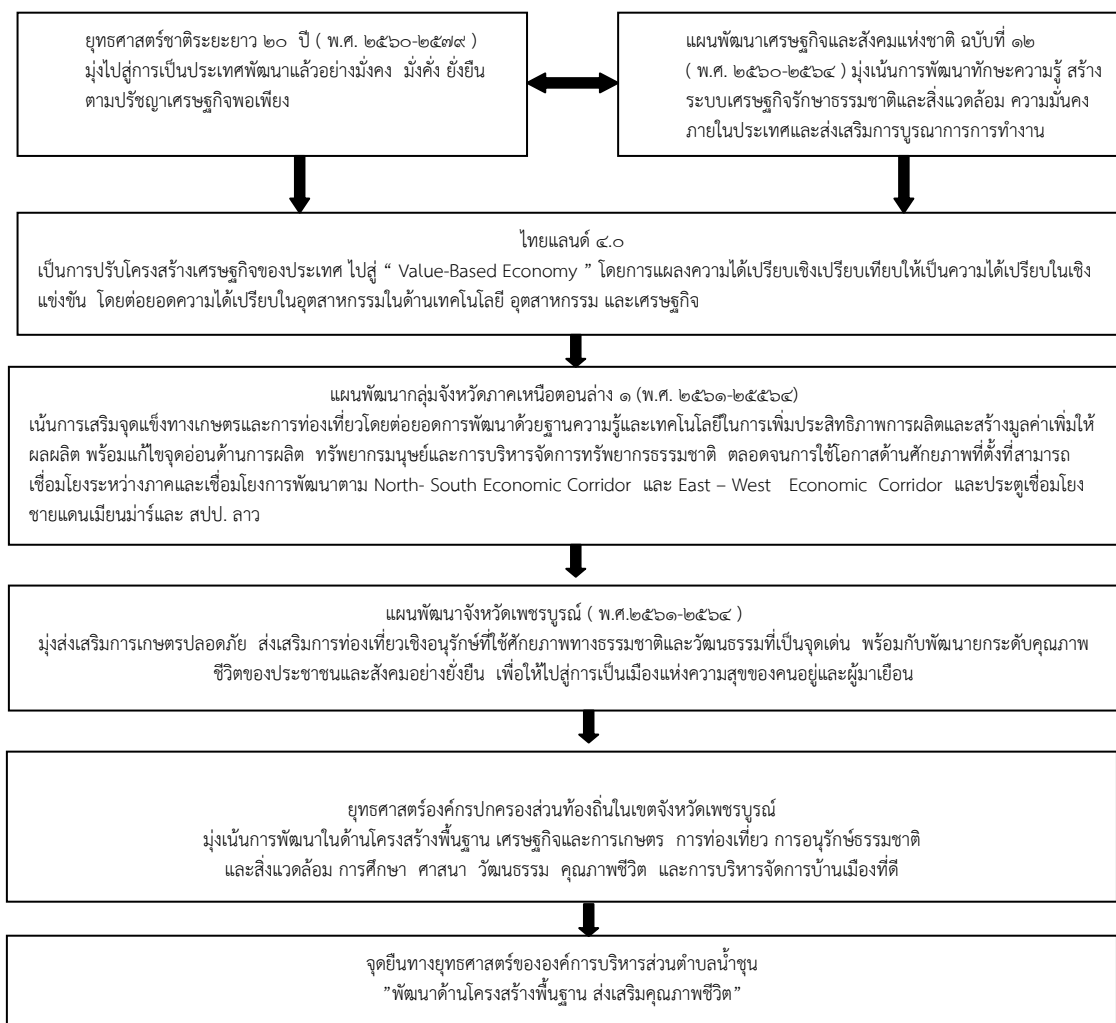 ยุทธศาสตร์ชาติระยะยาว ๒๐ ปี ( พ.ศ. ๒๕๖๐-๒๕๗๙ )
มุ่งไปสู่การเป็นประเทศพัฒนาแล้วอย่างมั่งคง มั่งคั่ง ยั่งยืน
ตามปรัชญาเศรษฐกิจพอเพียง
แผนพัฒนาเศรษฐกิจและสังคมแห่งชาติ ฉบับที่ ๑๒
( พ.ศ. ๒๕๖๐-๒๕๖๔ ) มุ่งเน้นการพัฒนาทักษะความรู้ สร้าง
ระบบเศรษฐกิจรักษาธรรมชาติและสิ่งแวดล้อม ความมั่นคง
ภายในประเทศและส่งเสริมการบูรณาการการทำงาน
ไทยแลนด์ ๔.๐
เป็นการปรับโครงสร้างเศรษฐกิจของประเทศ ไปสู่ “ Value-Based Economy ” โดยการแผลงความได้เปรียบเชิงเปรียบเทียบให้เป็นความได้เปรียบในเชิง
แข่งขัน โดยต่อยอดความได้เปรียบในอุตสาหกรรมในด้านเทคโนโลยี อุตสาหกรรม และเศรษฐกิจ
แผนพัฒนากลุ่มจังหวัดภาคเหนือตอนล่าง ๑ (พ.ศ. ๒๕๖๑-๒๕๕๖๔)
เน้นการเสริมจุดแข็งทางเกษตรและการท่องเที่ยวโดยต่อยอดการพัฒนาด้วยฐานความรู้และเทคโนโลยีในการเพิ่มประสิทธิภาพการผลิตและสร้างมูลค่าเพิ่มให้
ผลผลิต พร้อมแก้ไขจุดอ่อนด้านการผลิต ทรัพยากรมนุษย์และการบริหารจัดการทรัพยากรธรรมชาติ ตลอดจนการใช้โอกาสด้านศักยภาพที่ตั้งที่สามารถ
เชื่อมโยงระหว่างภาคและเชื่อมโยงการพัฒนาตาม North- South Economic Corridor และ East – West Economic Corridor และประตูเชื่อมโยง
ชายแดนเมียนม่าร์และ สปป. ลาว
แผนพัฒนาจังหวัดเพชรบูรณ์ ( พ.ศ.๒๕๖๑-๒๕๖๔ )
มุ่งส่งเสริมการเกษตรปลอดภัย ส่งเสริมการท่องเที่ยวเชิงอนุรักษ์ที่ใช้ศักยภาพทางธรรมชาติและวัฒนธรรมที่เป็นจุดเด่น พร้อมกับพัฒนายกระดับคุณภาพ
ชีวิตของประชาชนและสังคมอย่างยั่งยืน เพื่อให้ไปสู่การเป็นเมืองแห่งความสุขของคนอยู่และผู้มาเยือน
ยุทธศาสตร์องค์กรปกครองส่วนท้องถิ่นในเขตจังหวัดเพชรบูรณ์
มุ่งเน้นการพัฒนาในด้านโครงสร้างพื้นฐาน เศรษฐกิจและการเกษตร การท่องเที่ยว การอนุรักษ์ธรรมชาติ
และสิ่งแวดล้อม การศึกษา ศาสนา วัฒนธรรม คุณภาพชีวิต และการบริหารจัดการบ้านเมืองที่ดี
จุดยืนทางยุทธศาสตร์ขององค์การบริหารส่วนตำบลน้ำชุน
”พัฒนาด้านโครงสร้างพื้นฐาน ส่งเสริมคุณภาพชีวิต”